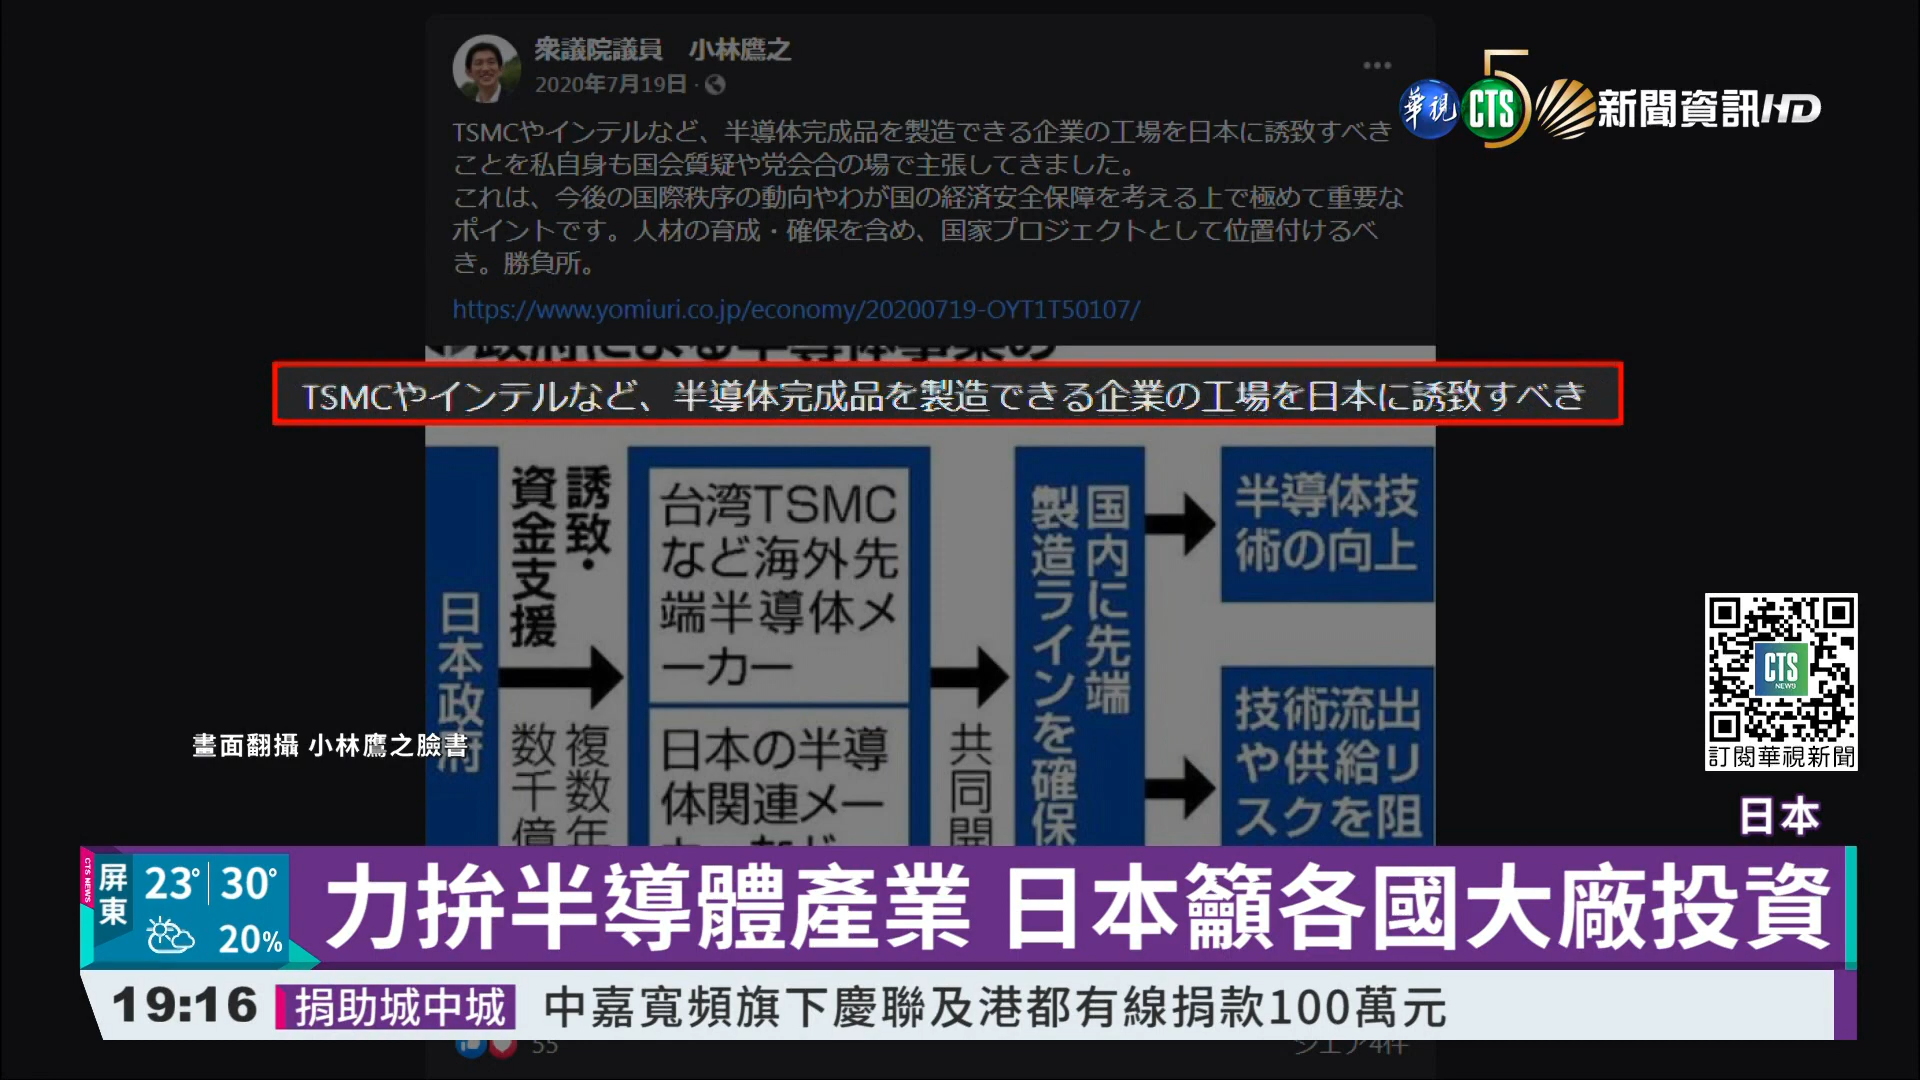 衆議院議員 小林鷹之
2020年7月19日
TSMCやインテルなど、半導体完成品を製造できる企業の工場を日本に誘致すべき
ことを私自身も国会質疑や党会合の場で主張してきました。
これは、今後の国際秩序の動向やわが国の経済安全保障を考える上で極めて重要な
ポイントです。人材の育成・確保を含め、国家プロジェクトとして位置付けるべ
き。勝負所。
https://www.yomiuri.co.jp/economy/20200719-OYT1T50107/
華視 CTS 5 新聞資訊HD
TSMCやインテルなど、半導体完成品を製造できる企業の工場を日本に誘致すべき
日本政府
誘致・
資金支援
複数年
数千億
台湾TSMC
など海外先
端半導体メ
ーカー
日本の半導
体関連メー
共同開
国内に先端
製造ラインを確保
半導体技
術の向上
技術流出
や供給リ
スクを阻
畫面翻攝 小林鷹之臉書
CTS
NEWS
訂閱華視新聞
日本
CTS NEWS
屏東
23° 30°
20%
力拚半導體產業 日本籲各國大廠投資
19:16
捐助城中城
中嘉寬頻旗下慶聯及港都有線捐款100萬元
55
シェア4件